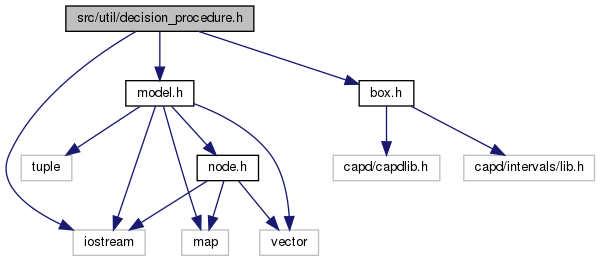 src/util/decision_procedure.h
model.h
box.h
tuple
node.h
capd/capdlib.h
capd/intervals/lib.h
iostream
map
vector